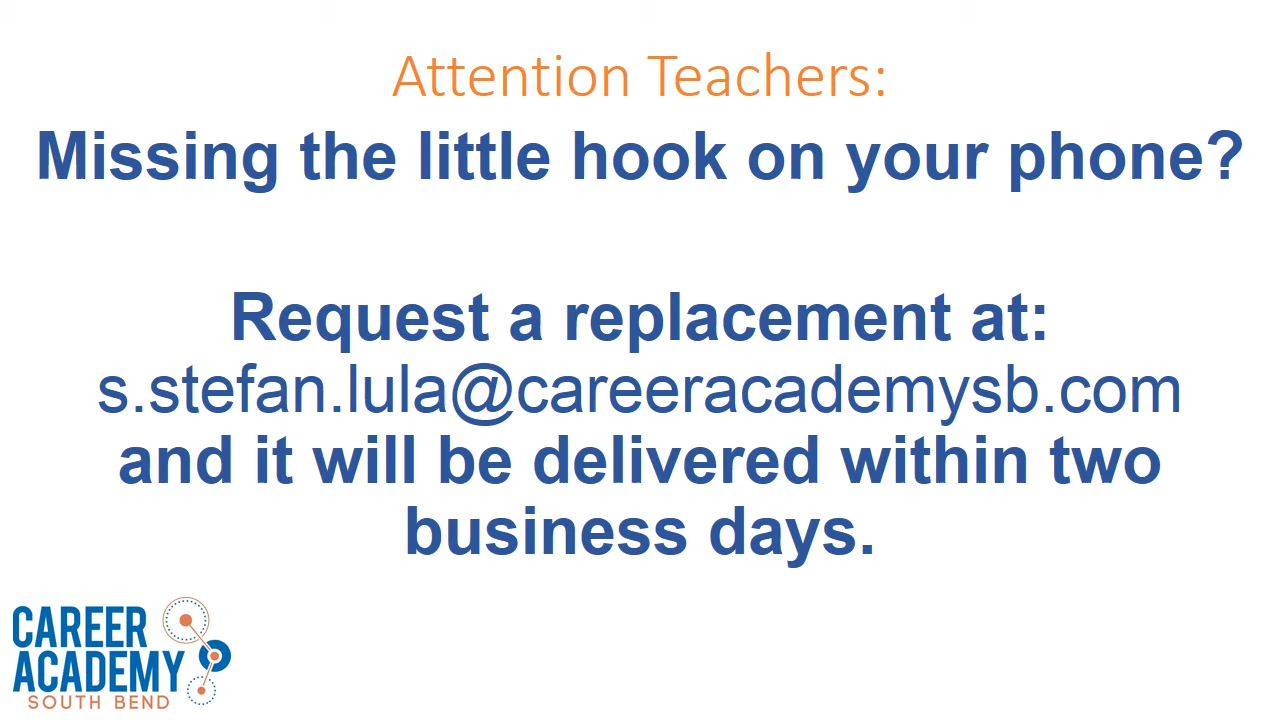 Attention Teachers:
Missing the little hook on your phone?
Request a replacement at:
s.stefan.lula@careeracademysb.com
and it will be delivered within two
business days.
CAREER
ACADEMY
SOUTH BEND